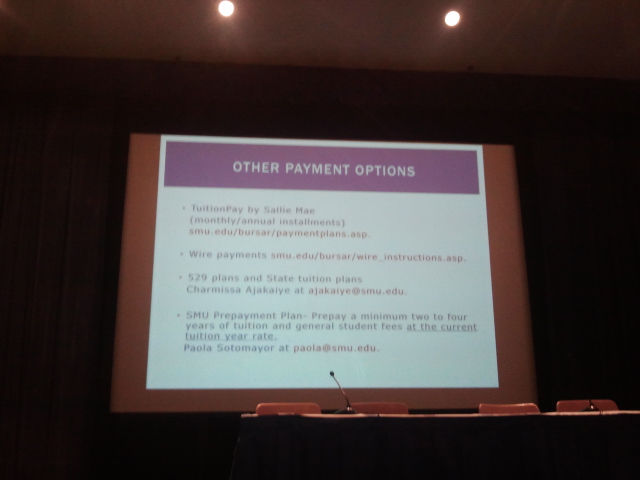 OTHER PAYMENT OPTIONS
• TuitionPay by Sallie Mae
(monthly/annual installments)
smu.edu/bursar/paymentplans.asp.
• Wire payments smu.edu/bursar/wire_instructions.asp.
• 529 plans and State tuition plans
Charmissa Ajakaiye at ajakaiye@smu.edu.
• SMU Prepayment Plan- Prepay a minimum two to four
years of tuition and general student fees at the current
tuition year rate.
Paola Sotomayor at paola@smu.edu.